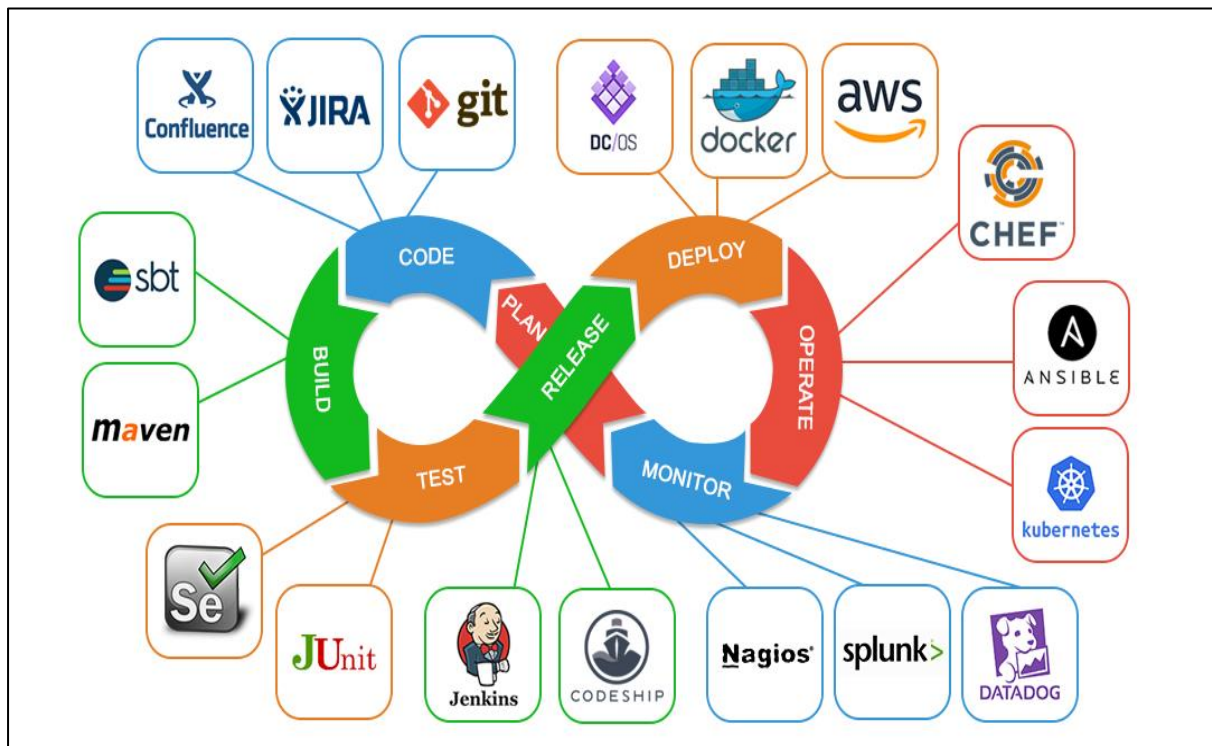 Confluence
JIRA
git
DC/OS
docker
aws
CHEF™
sbt
CODE
DEPLOY
PLAN
RELEASE
BUILD
OPERATE
ANSIBLE
maven
TEST
MONITOR
kubernetes
Se
JUnit
Jenkins
CODESHIP
Nagios®
splunk>
DATADOG